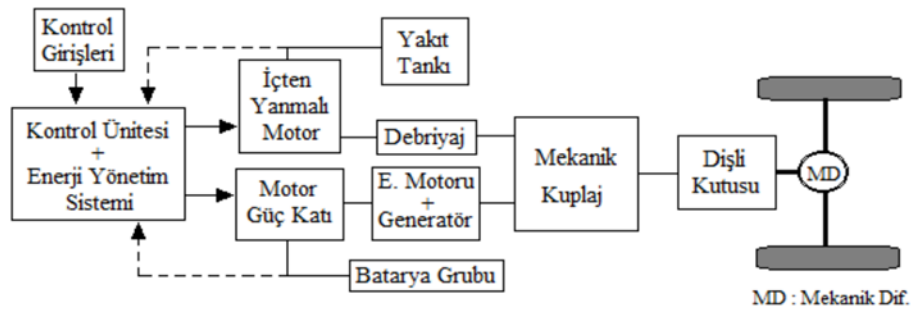 Kontrol
Girişleri
Yakıt
Tankı
İçten
Yanmalı
Motor
Kontrol Ünitesi
+
Enerji Yönetim
Sistemi
Debriyaj
Mekanik
Kuplaj
Dişli
Kutusu
MD
Motor
Güç Katı
E. Motoru
+
Generatör
Batarya Grubu
MD : Mekanik Dif.